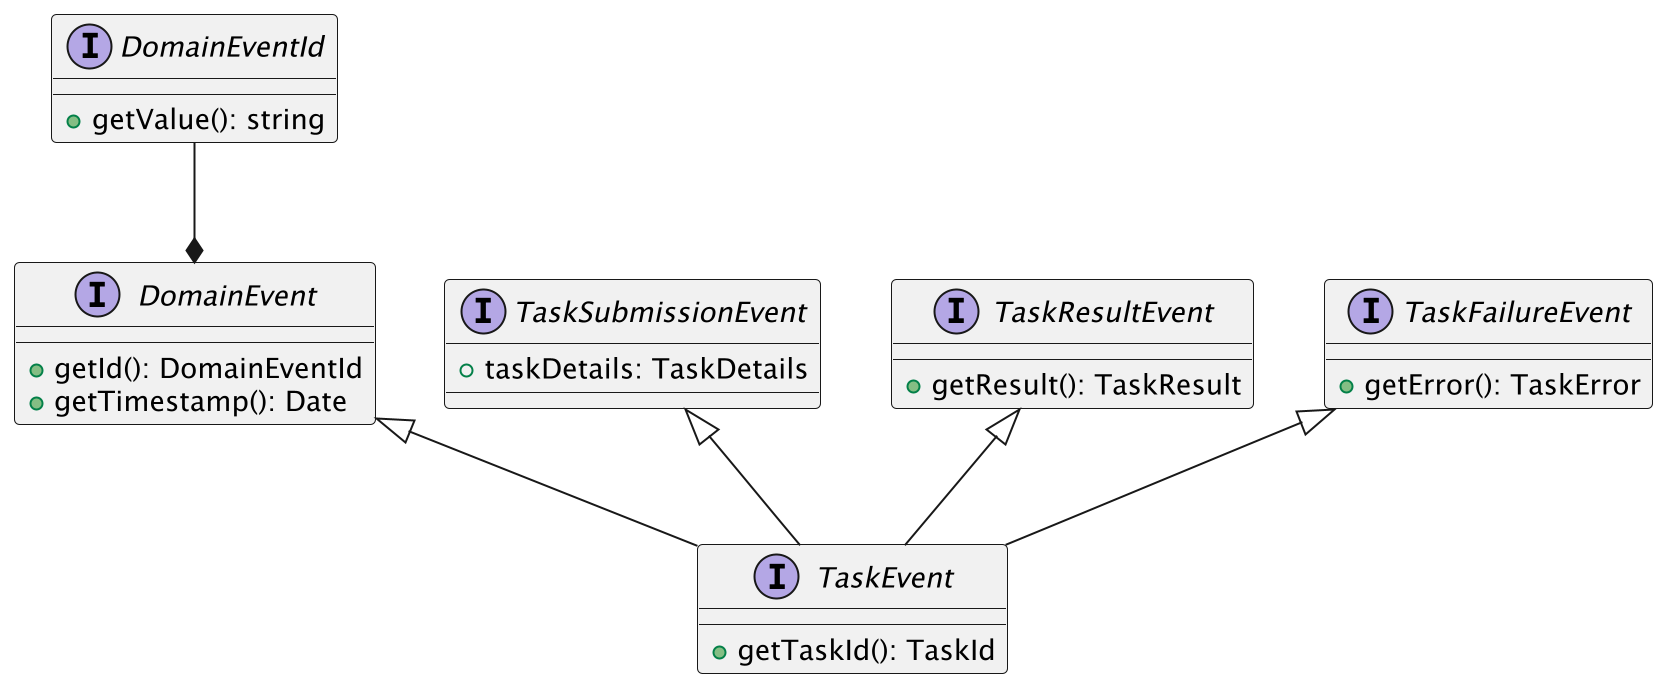 I DomainEventId
getValue(): string
I DomainEvent
getId(): DomainEventId
getTimestamp(): Date
I TaskSubmissionEvent
taskDetails: TaskDetails
I TaskResultEvent
getResult(): TaskResult
I TaskFailureEvent
getError(): TaskError
I TaskEvent
getTaskId(): TaskId